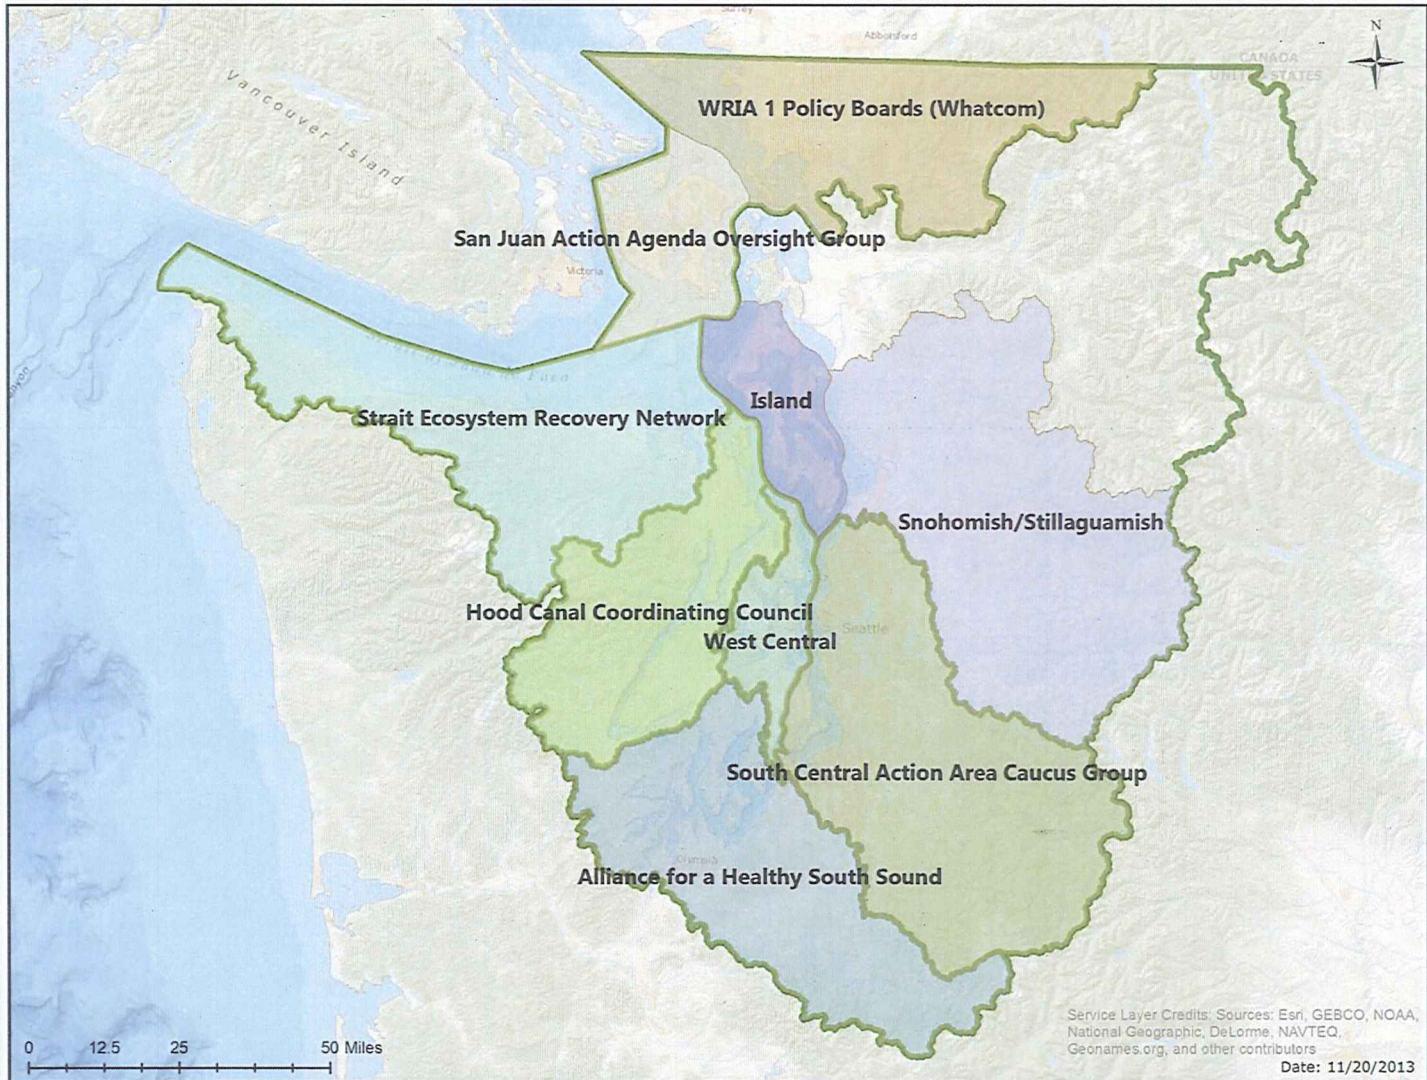 Surrey
Abbotsford
N
CANADA
UNITED STATES
WRIA 1 Policy Boards (Whatcom)
Vancouver Island
San Juan Action Agenda Oversight Group
Victoria
Island
Strait Ecosystem Recovery Network
Snohomish/Stillaguamish
Hood Canal Coordinating Council
Seattle
West Central
South Central Action Area Caucus Group
Olympia
Alliance for a Healthy South Sound
Service Layer Credits: Sources: Esri, GEBCO, NOAA,
National Geographic, DeLorme, NAVTEQ,
Geonames.org, and other contributors
0 12.5 25 50 Miles
Date: 11/20/2013